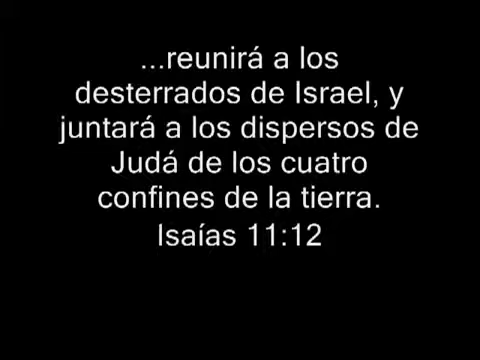 ...reunirá a los
desterrados de Israel, y
juntará a los dispersos de
Judá de los cuatro
confines de la tierra.
Isaías 11:12